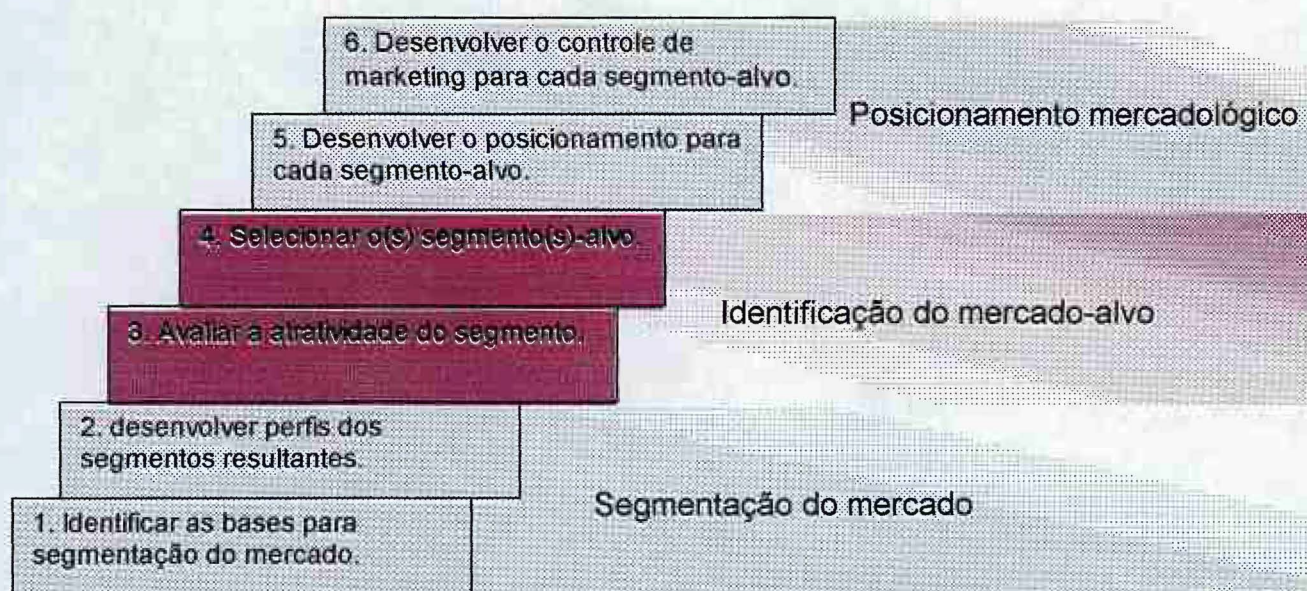 6. Desenvolver o controle de
marketing para cada segmento-alvo.
Posicionamento mercadológico
5. Desenvolver o posicionamento para
cada segmento-alvo.
4. Selecionar o(s) segmento(s)-alvo.
Identificação do mercado-alvo
3. Avaliar a atratividade do segmento.
2. desenvolver perfis dos
segmentos resultantes.
Segmentação do mercado
1. Identificar as bases para
segmentação do mercado.